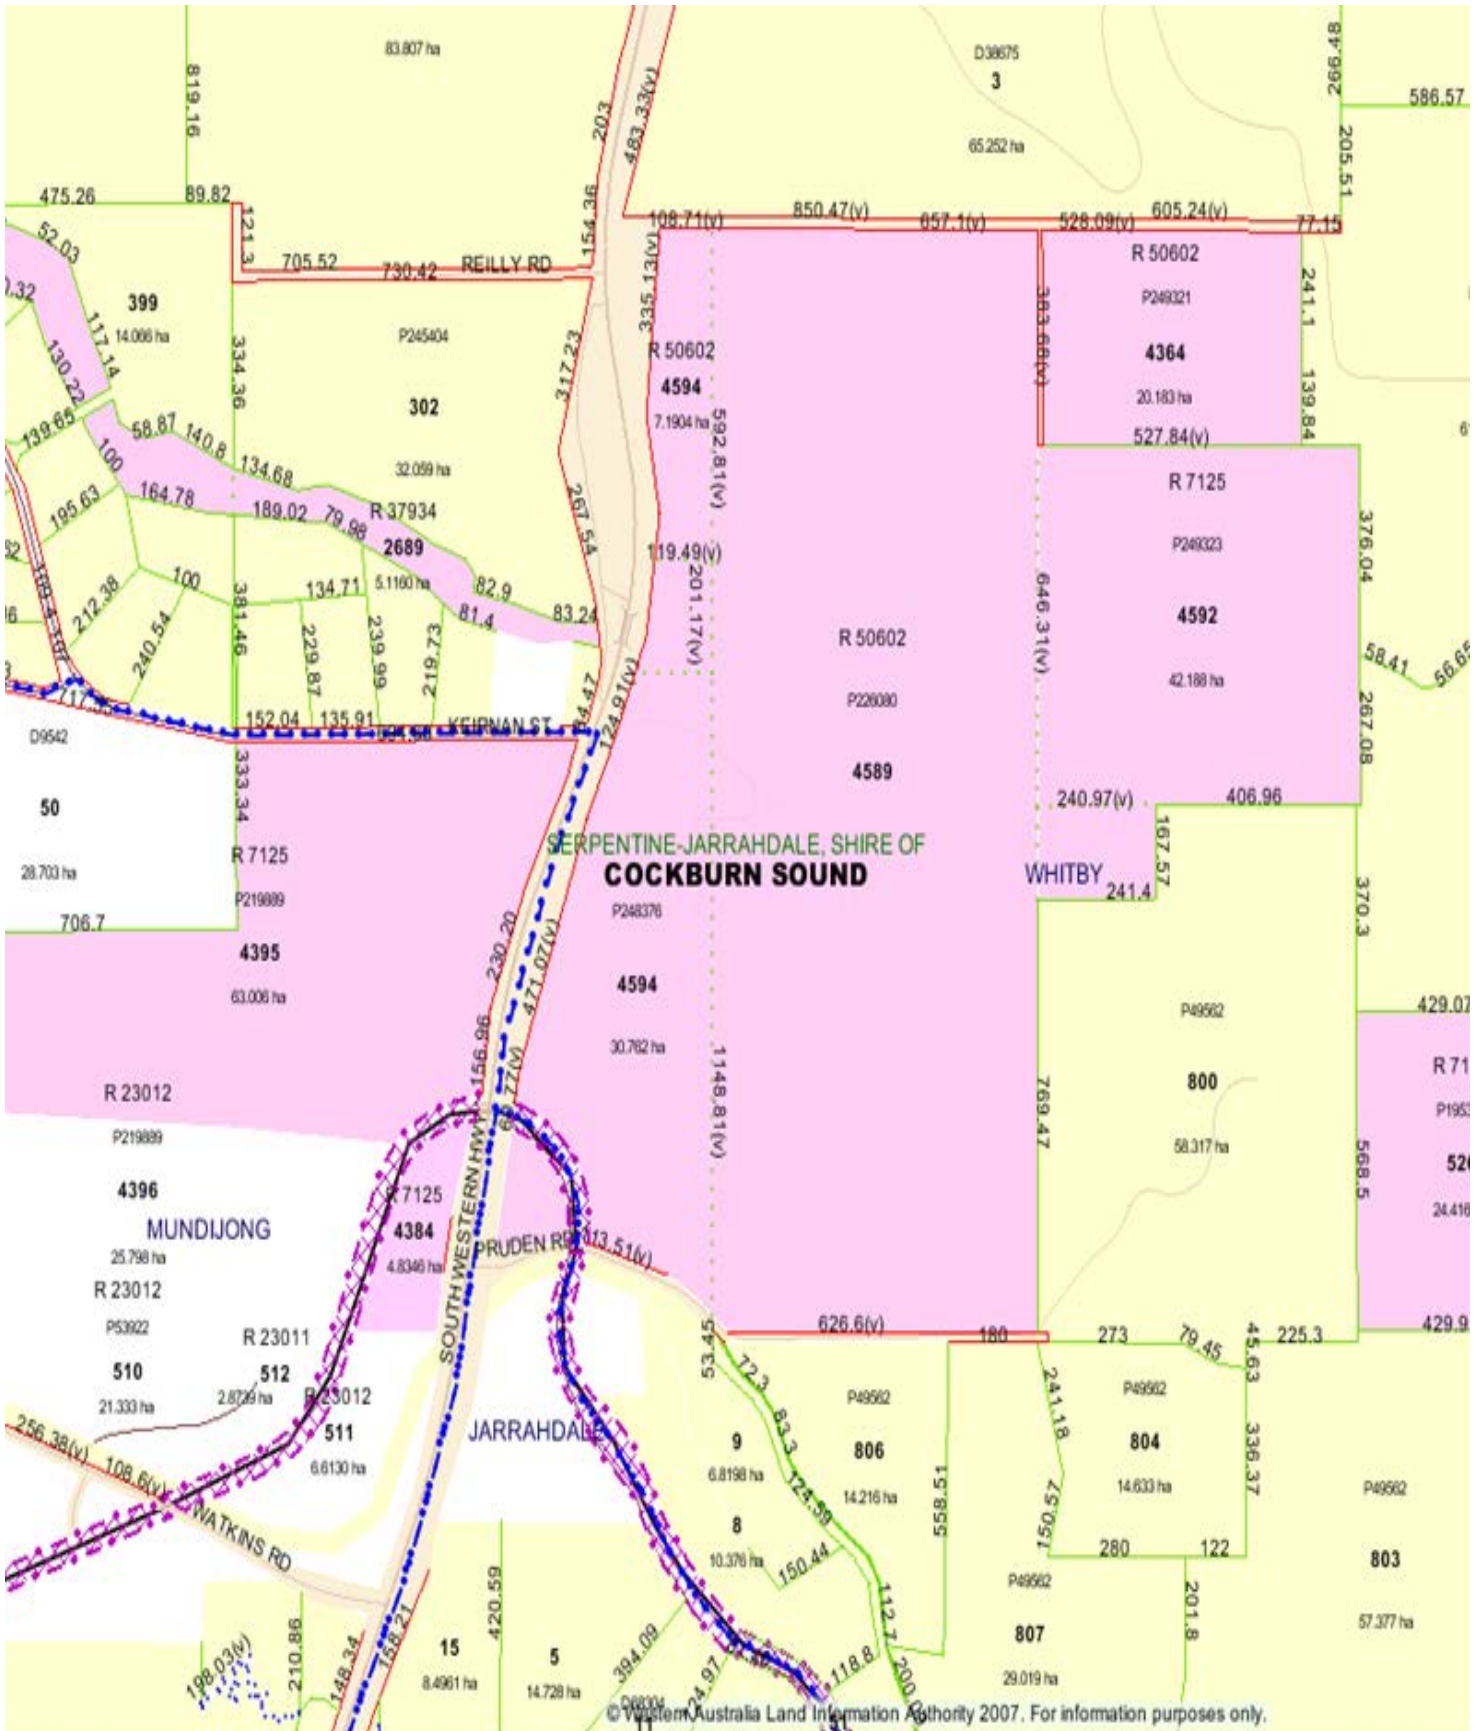 83.807 ha
D38675
3
65.252 ha
266.48
586.57
819.16
203
483.33(v)
205.51
475.26
89.82
121.3
154.36
108.71(v)
850.47(v)
657.1(v)
528.09(v)
605.24(v)
77.15
52.03
705.52
730.42
REILLY RD
335.13(v)
R 50602
P249321
4364
20.183 ha
241.1
139.84
383.68(v)
527.84(v)
399
14.066 ha
117.14
130.22
334.36
P245404
302
32.059 ha
317.23
R 50602
4594
7.1904 ha
592.81(v)
139.65
58.87
140.8
134.68
100
164.78
189.02
79.98
R 37934
2689
5.1160 ha
267.54
119.49(v)
201.17(v)
R 7125
P249323
4592
42.188 ha
376.04
195.63
212.38
100
240.54
381.46
134.71
229.87
239.99
219.73
82.9
81.4
83.24
109.4
107
646.31(v)
58.41
56.65
267.08
R 50602
P226080
4589
124.91(v)
152.04
135.91
KEIRNAN ST
D9542
50
28.703 ha
706.7
333.34
R 7125
P219889
4395
63.006 ha
240.97(v)
406.96
167.57
241.4
370.3
SERPENTINE-JARRAHDALE, SHIRE OF
COCKBURN SOUND
WHITBY
P248376
4594
30.762 ha
230.20
471.07(v)
156.96
1148.81(v)
769.47
P49562
800
58.317 ha
568.5
429.07
R 71
P1953
24.416
R 23012
P219889
4396
MUNDIJONG
25.798 ha
R 23012
P53922
510
21.333 ha
R 7125
4384
4.8346 ha
SOUTH WESTERN HWY
PRUDEN RD
R 23011
512
2.8739 ha
R 23012
511
6.6130 ha
626.6(v)
180
273
79.45
45.63
225.3
429.9
53.45
72.3
83.3
124.59
JARRAHDALE
9
6.8198 ha
8
10.376 ha
150.44
P49562
806
14.216 ha
558.51
241.18
150.57
P49562
804
14.633 ha
336.37
280
122
P49562
803
57.377 ha
256.38(v)
108.6(v)
WATKINS RD
P49562
807
29.019 ha
201.8
112.7
118.8
198.03(v)
210.86
148.34
158.21
15
8.4961 ha
420.59
5
14.728 ha
394.09
© Western Australia Land Information Authority 2007. For information purposes only.